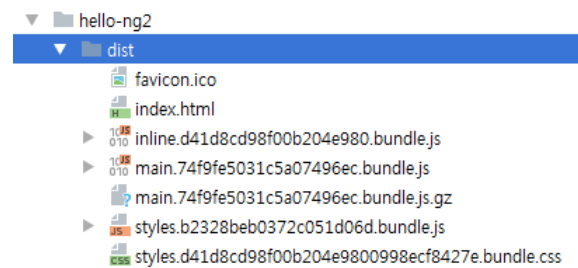 hello-ng2
dist
favicon.ico
index.html
inline.d41d8cd98f00b204e980.bundle.js
main.74f9fe5031c5a07496ec.bundle.js
main.74f9fe5031c5a07496ec.bundle.js.gz
styles.b2328beb0372c051d06d.bundle.js
styles.d41d8cd98f00b204e9800998ecf8427e.bundle.css